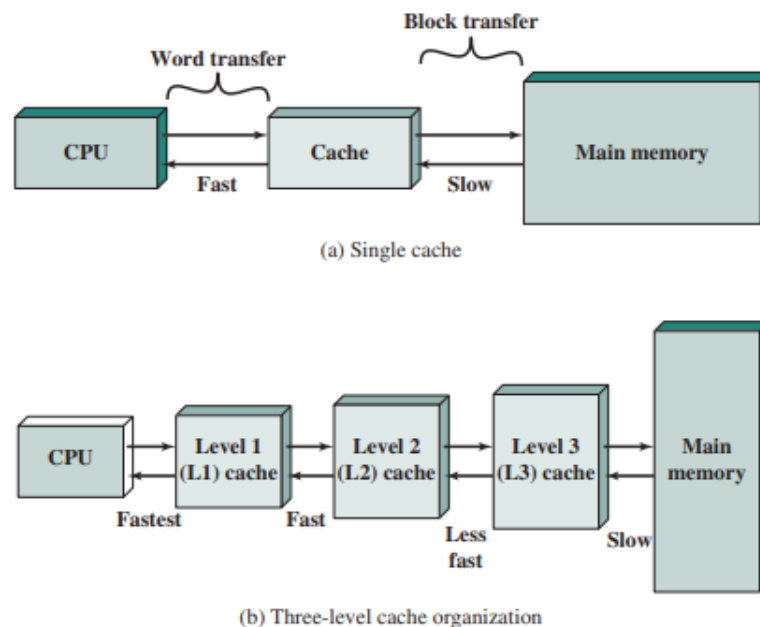 Block transfer
Word transfer
CPU
Cache
Main memory
Fast
Slow
(a) Single cache
CPU
Level 1
(L1) cache
Level 2
(L2) cache
Level 3
(L3) cache
Main
memory
Fastest
Fast
Less
fast
Slow
(b) Three-level cache organization